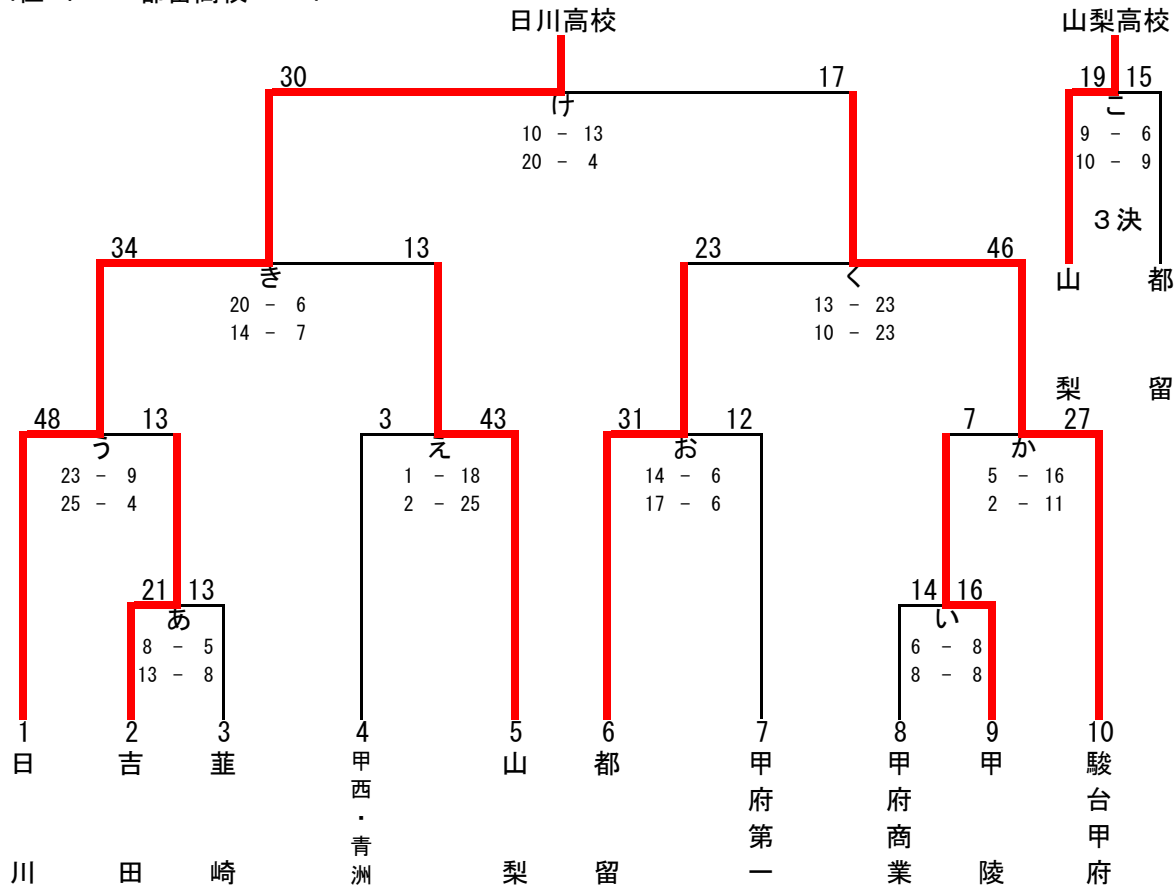 日川高校
山梨高校
30
17
け
10 - 13
20 - 4
19
15
こ
9 - 6
10 - 9
3決
山梨
都留
34
13
き
20 - 6
14 - 7
23
46
く
13 - 23
10 - 23
48
13
う
23 - 9
25 - 4
3
43
え
1 - 18
2 - 25
31
12
お
14 - 6
17 - 6
7
27
か
5 - 16
2 - 11
21
13
あ
8 - 5
13 - 8
14
16
い
6 - 8
8 - 8
1
日川
2
吉田
3
韮崎
4
甲西・青洲
5
山梨
6
都留
7
甲府第一
8
甲府商業
9
甲陵
10
駿台甲府